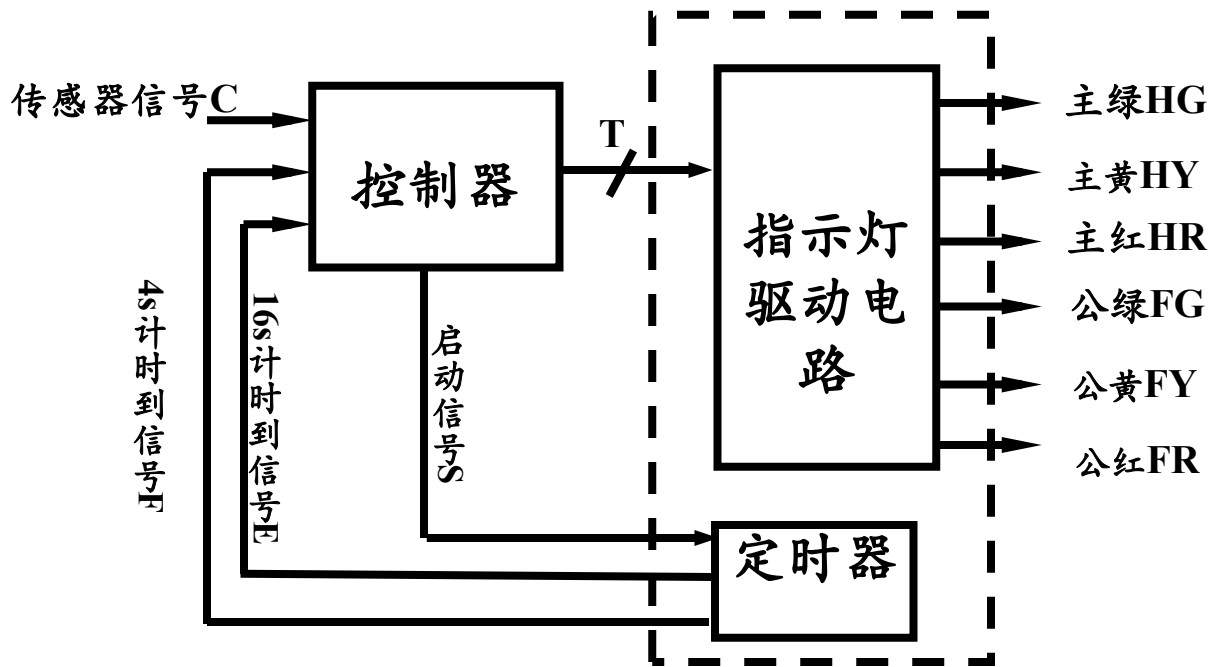 传感器信号C
控制器
T
指示灯
驱动电
路
主绿HG
主黄HY
主红HR
公绿FG
公黄FY
公红FR
4s计时到信号F
16s计时到信号E
启动信号S
定时器